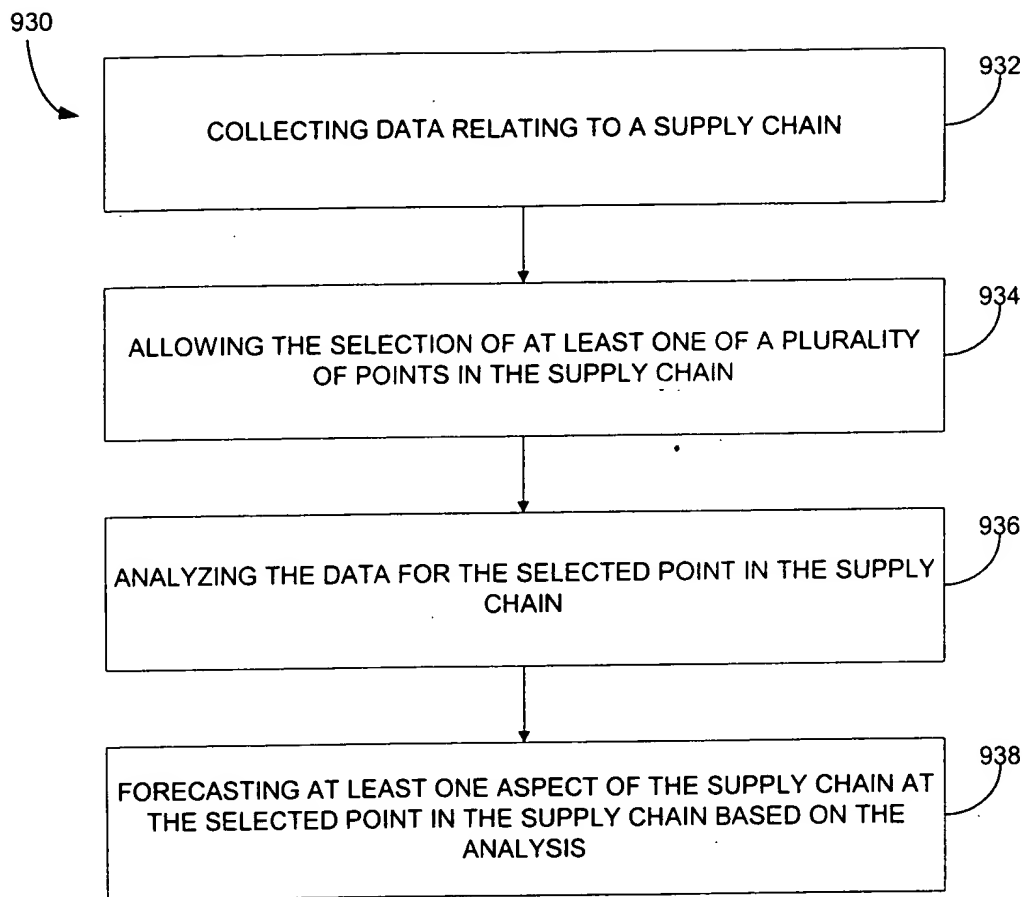 930
932
COLLECTING DATA RELATING TO A SUPPLY CHAIN
934
ALLOWING THE SELECTION OF AT LEAST ONE OF A PLURALITY
OF POINTS IN THE SUPPLY CHAIN
936
ANALYZING THE DATA FOR THE SELECTED POINT IN THE SUPPLY
CHAIN
938
FORECASTING AT LEAST ONE ASPECT OF THE SUPPLY CHAIN AT
THE SELECTED POINT IN THE SUPPLY CHAIN BASED ON THE
ANALYSIS